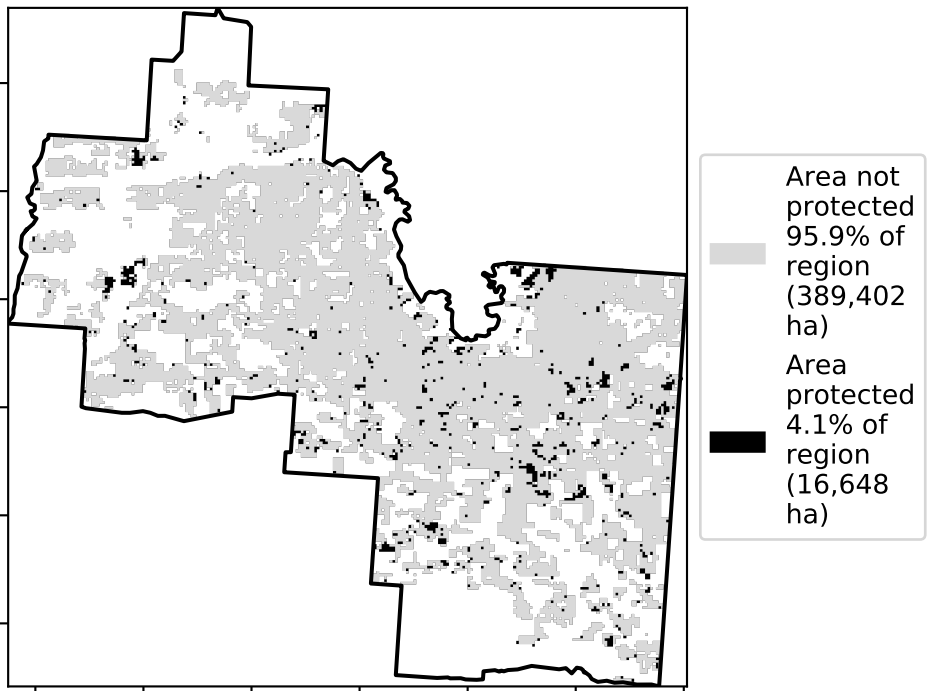 Area not
protected
95.9% of
region
(389,402
ha)
Area
protected
4.1% of
region
(16,648
ha)